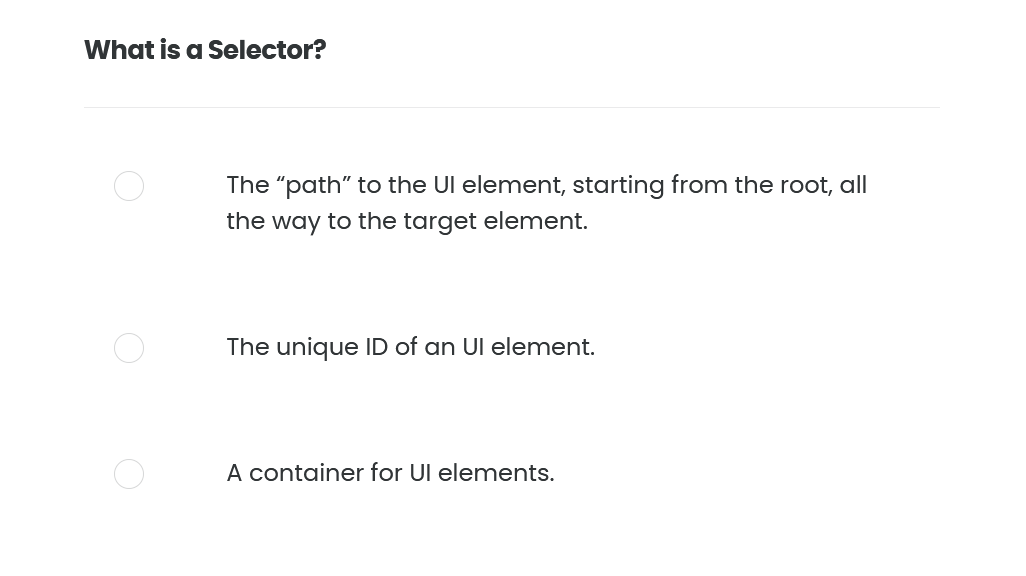 What is a Selector?
The “path” to the UI element, starting from the root, all
the way to the target element.
The unique ID of an UI element.
A container for UI elements.